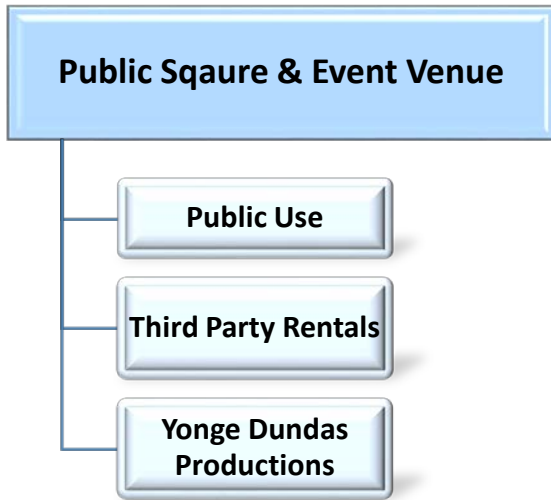 Public Sqaure & Event Venue
Public Use
Third Party Rentals
Yonge Dundas
Productions